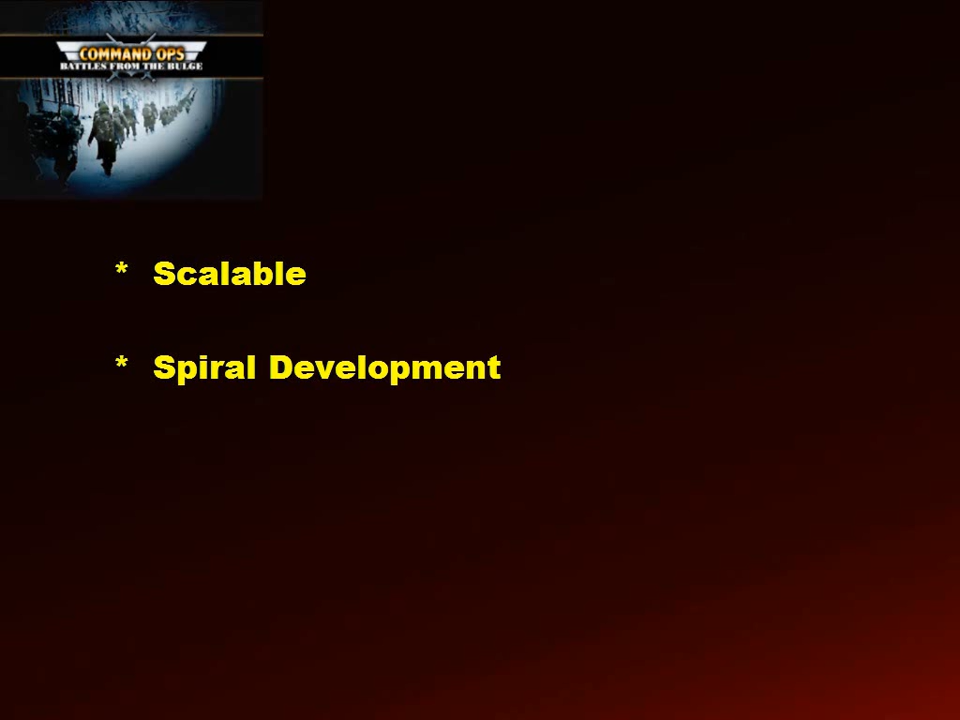 COMMAND OPS
BATTLES FROM THE BULGE
* Scalable
* Spiral Development